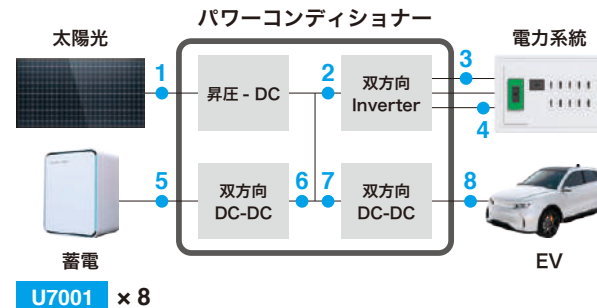 パワーコンディショナー
太陽光
電力系統
1
2
3
4
昇圧 - DC
双方向
Inverter
5
6
7
8
双方向
DC-DC
双方向
DC-DC
蓄電
EV
U7001 × 8